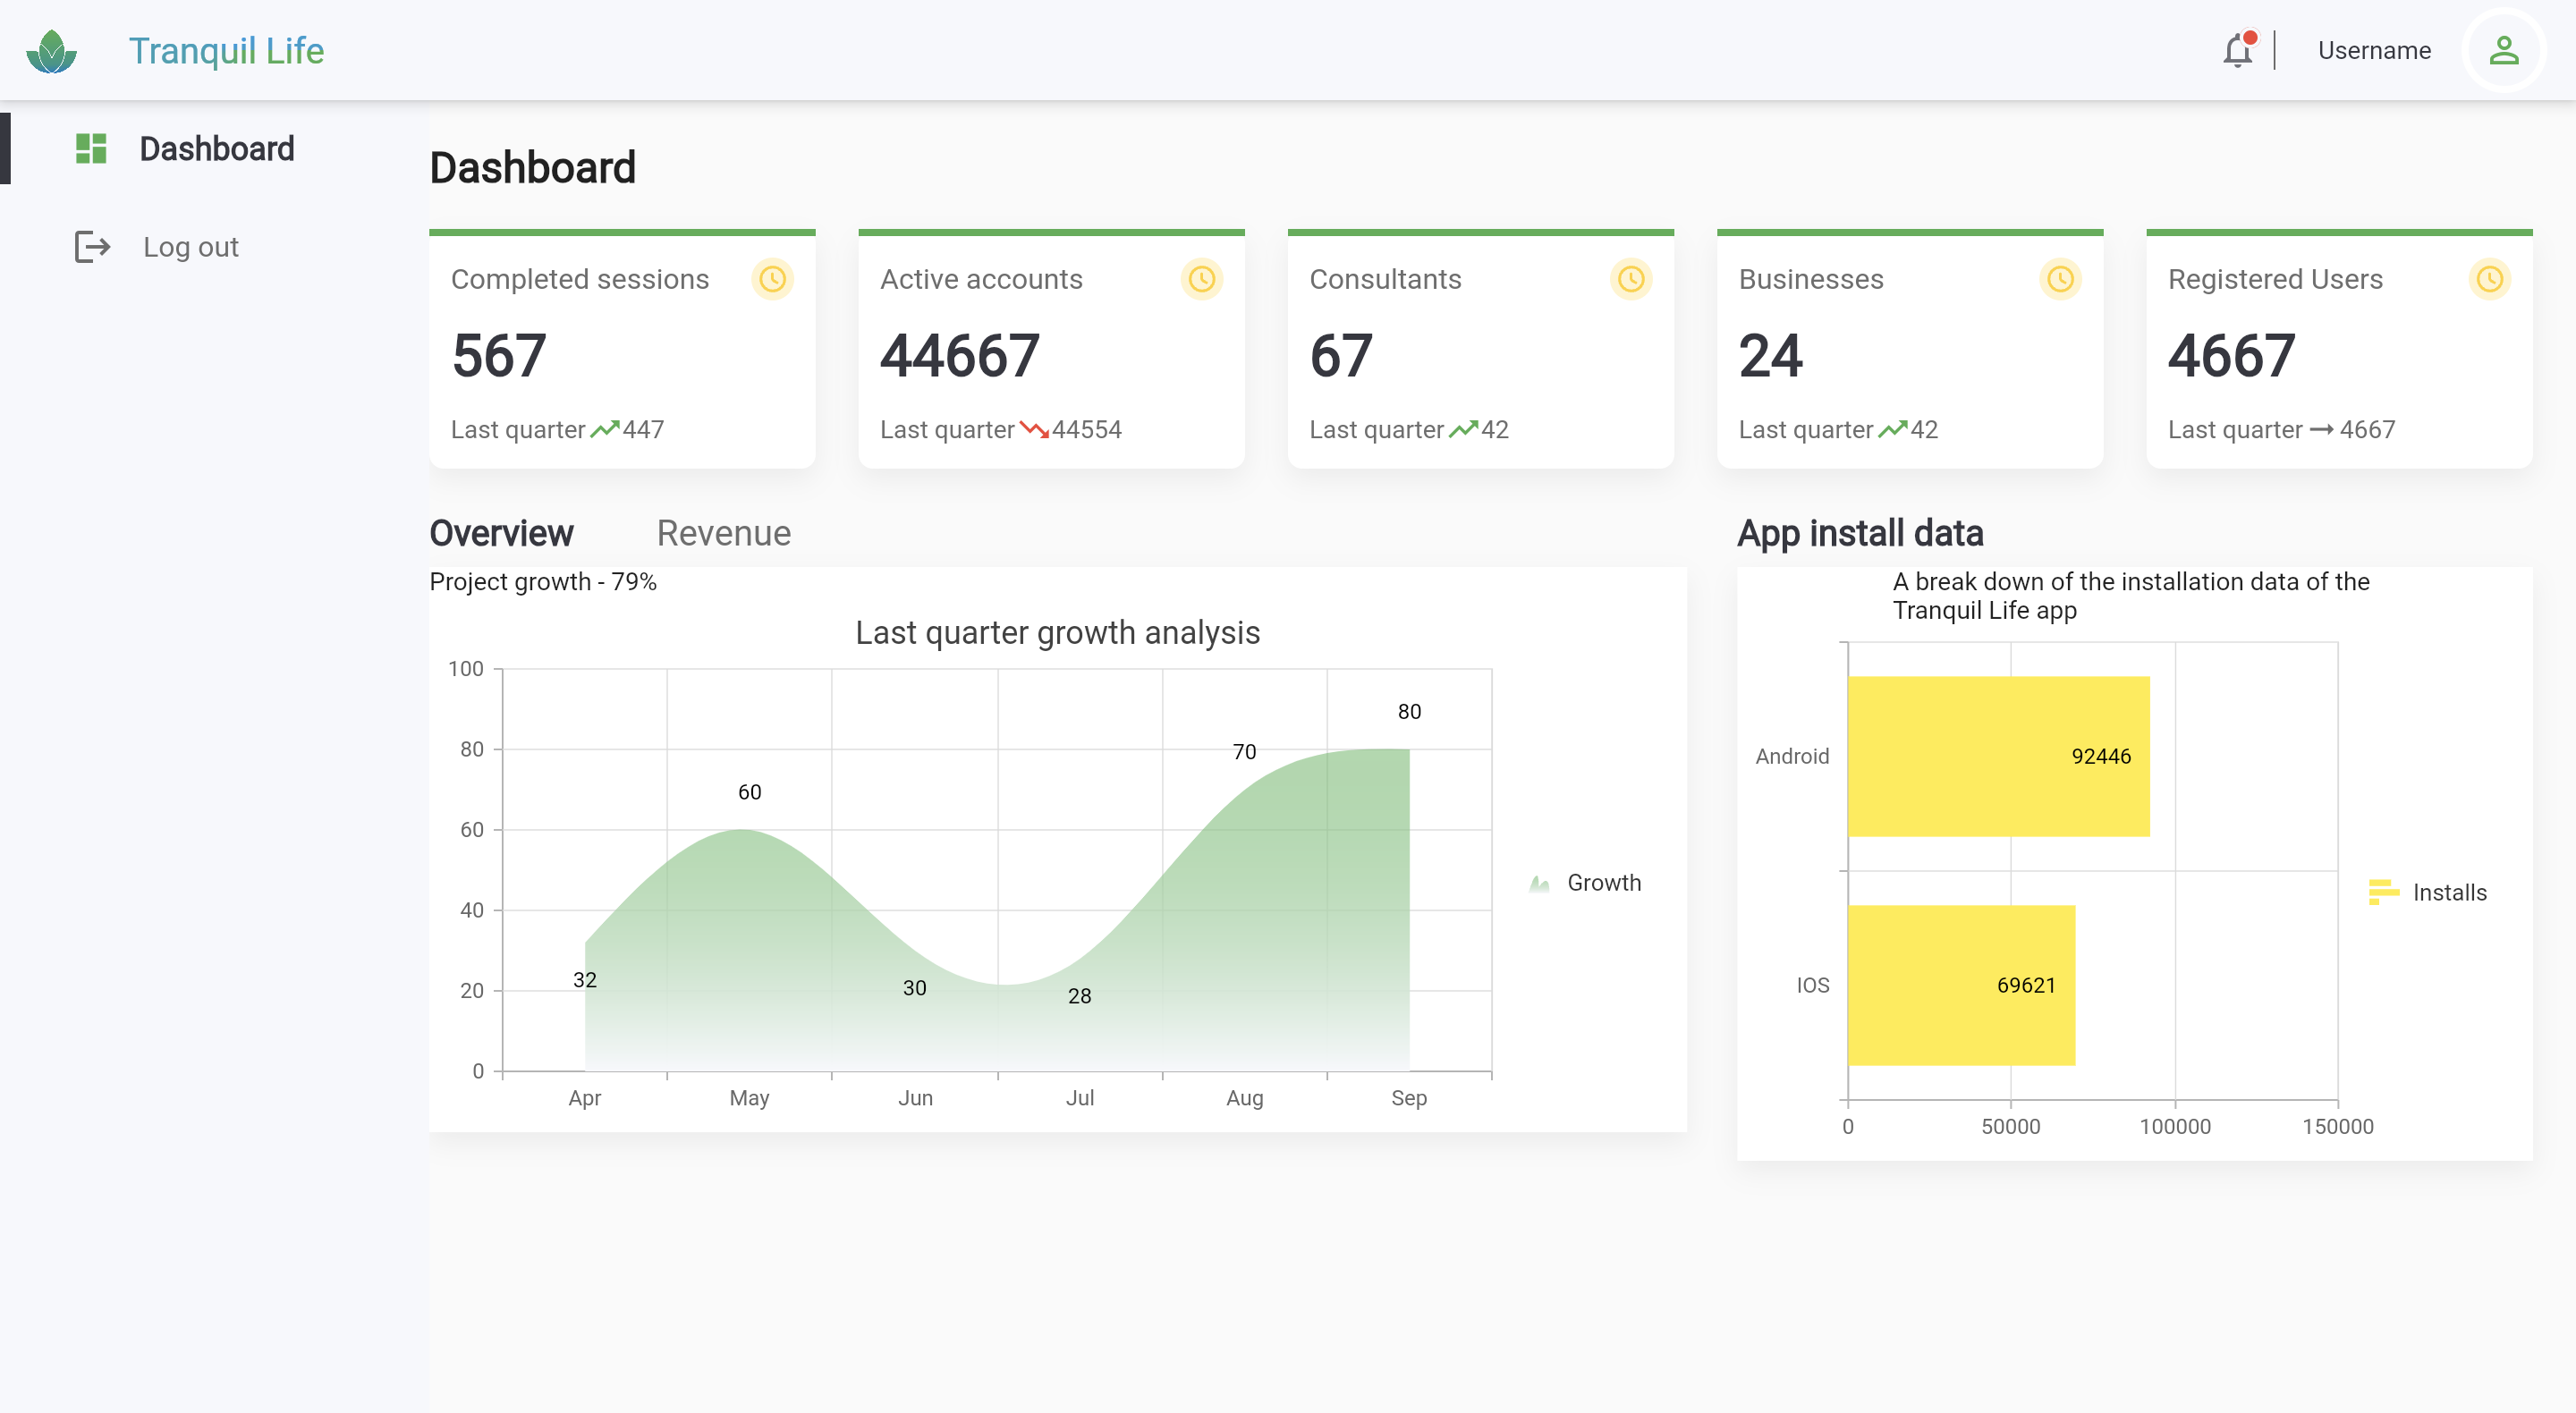 Tranquil Life
Username
Dashboard
Log out
Dashboard
Completed sessions
567
Last quarter 447
Active accounts
44667
Last quarter 44554
Consultants
67
Last quarter 42
Businesses
24
Last quarter 42
Registered Users
4667
Last quarter 4667
Overview Revenue
Project growth - 79%
Last quarter growth analysis
100
80
60
40
20
0
32
60
30
28
70
80
Apr May Jun Jul Aug Sep
Growth
App install data
A break down of the installation data of the
Tranquil Life app
Android
92446
IOS
69621
0 50000 100000 150000
Installs